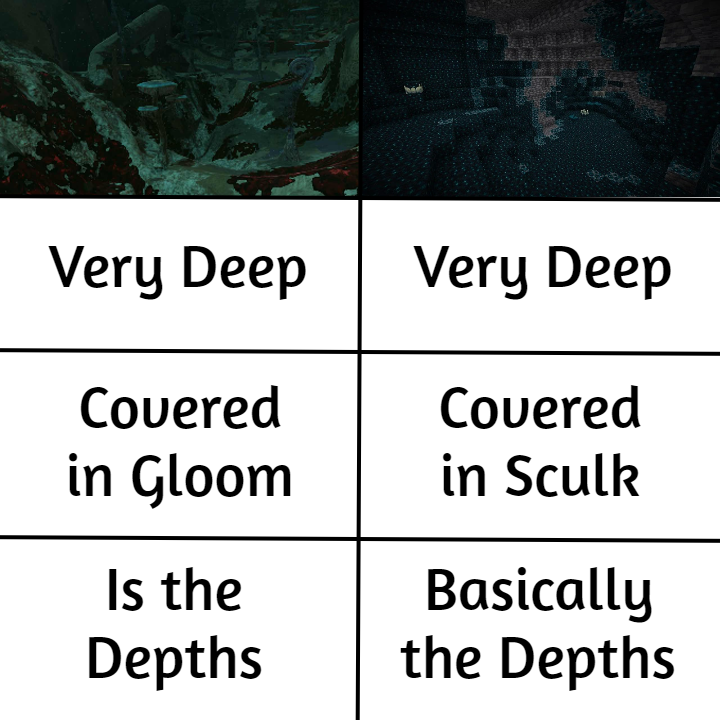 Very Deep
Very Deep
Covered
in Gloom
Covered
in Sculk
Is the
Depths
Basically
the Depths